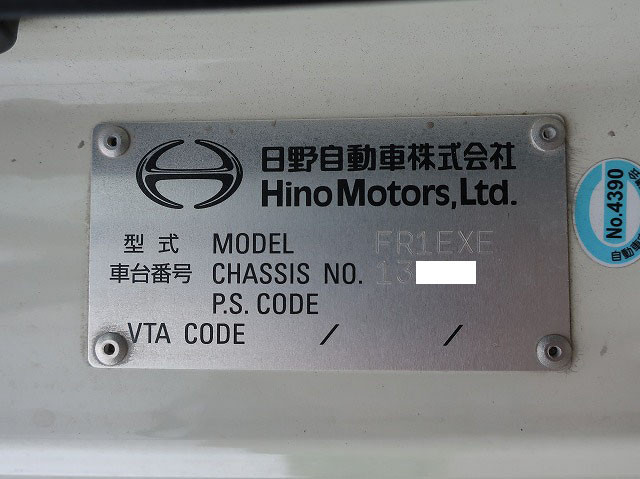 日野自動車株式会社
Hino Motors, Ltd.
型式 MODEL FR1EXE
車台番号 CHASSIS NO. 13
P.S. CODE
VTA CODE / /
No.4390